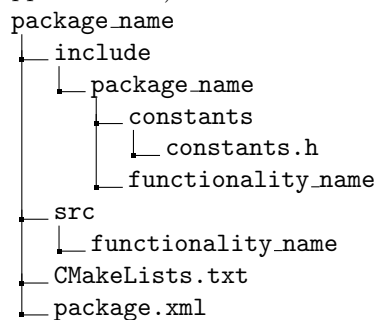 package_name
include
package_name
constants
constants.h
functionality_name
src
functionality_name
CMakeLists.txt
package.xml